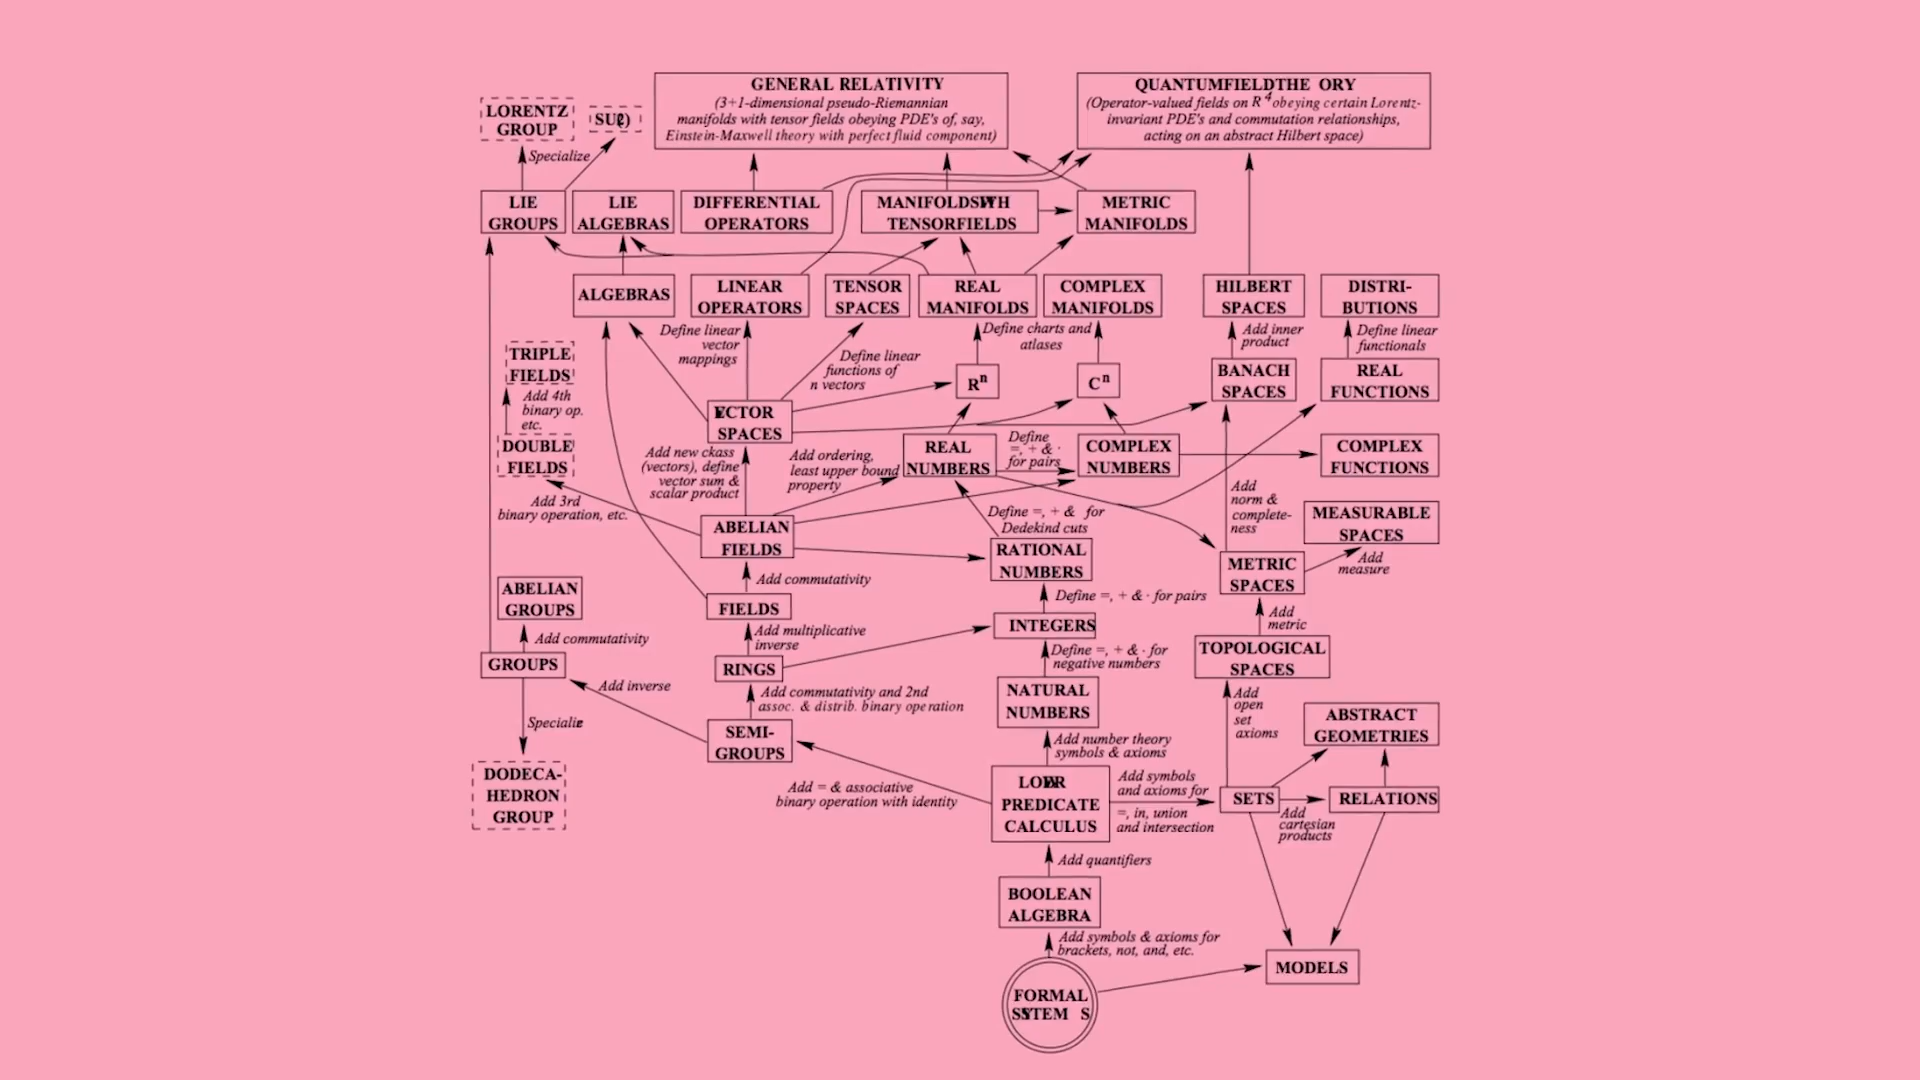 GENERAL RELATIVITY
(3+1-dimensional pseudo-Riemannian
manifolds with tensor fields obeying PDE's of, say,
Einstein-Maxwell theory with perfect fluid component)
QUANTUMFIELDTHE ORY
(Operator-valued fields on R⁴ obeying certain Lorentz-
invariant PDE's and commutation relationships,
acting on an abstract Hilbert space)
LORENTZ
GROUP
SU(2)
Specialize
LIE
GROUPS
LIE
ALGEBRAS
DIFFERENTIAL
OPERATORS
MANIFOLDS WITH
TENSORFIELDS
METRIC
MANIFOLDS
ALGEBRAS
LINEAR
OPERATORS
TENSOR
SPACES
REAL
MANIFOLDS
COMPLEX
MANIFOLDS
HILBERT
SPACES
DISTRI-
BUTIONS
Define linear
vector
mappings
Define linear
functions of
n vectors
Define charts and
atlases
Add inner
product
Define linear
functionals
TRIPLE
FIELDS
Add 4th
binary op.
etc.
Rⁿ
Cⁿ
BANACH
SPACES
REAL
FUNCTIONS
VECTOR
SPACES
DOUBLE
FIELDS
Add new ckass
(vectors), define
vector sum &
scalar product
Add ordering,
least upper bound
property
REAL
NUMBERS
Define
=, + & ·
for pairs
COMPLEX
NUMBERS
COMPLEX
FUNCTIONS
Add 3rd
binary operation, etc.
Add
norm &
complete-
ness
MEASURABLE
SPACES
ABELIAN
FIELDS
Define =, + & for
Dedekind cuts
RATIONAL
NUMBERS
METRIC
SPACES
Add
measure
Add commutativity
ABELIAN
GROUPS
FIELDS
Define =, + & · for pairs
Add
metric
Add commutativity
Add multiplicative
inverse
INTEGERS
GROUPS
RINGS
Define =, + & · for
negative numbers
TOPOLOGICAL
SPACES
Add inverse
Add commutativity and 2nd
assoc. & distrib. binary operation
NATURAL
NUMBERS
Add
open
set
axioms
Specialize
SEMI-
GROUPS
Add number theory
symbols & axioms
ABSTRACT
GEOMETRIES
DODECA-
HEDRON
GROUP
Add = & associative
binary operation with identity
LOWER
PREDICATE
CALCULUS
Add symbols
and axioms for
=, in, union
and intersection
SETS
Add
cartesian
products
RELATIONS
Add quantifiers
BOOLEAN
ALGEBRA
Add symbols & axioms for
brackets, not, and, etc.
FORMAL
SYSTEM S
MODELS